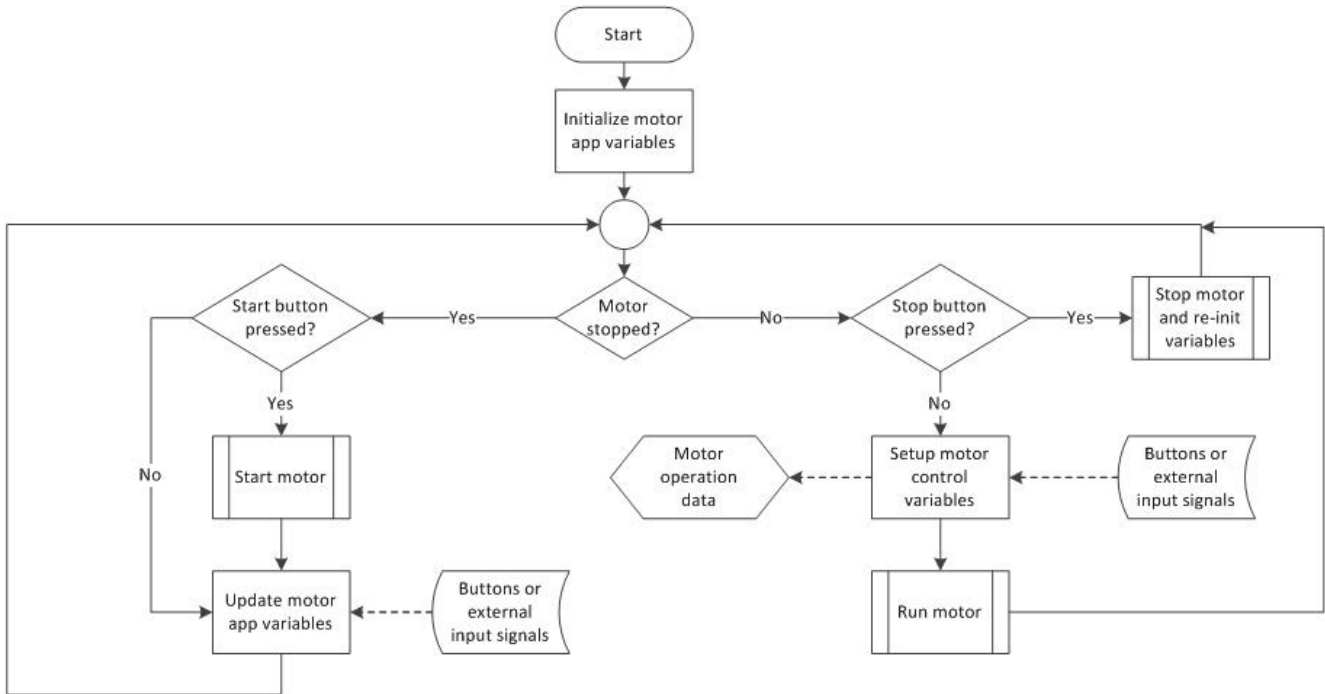 Start
Initialize motor
app variables
Start button
pressed?
Yes
Motor
stopped?
No
Stop button
pressed?
Yes
Stop motor
and re-init
variables
Yes
No
No
Start motor
Motor
operation
data
Setup motor
control
variables
Buttons or
external
input signals
Update motor
app variables
Buttons or
external
input signals
Run motor